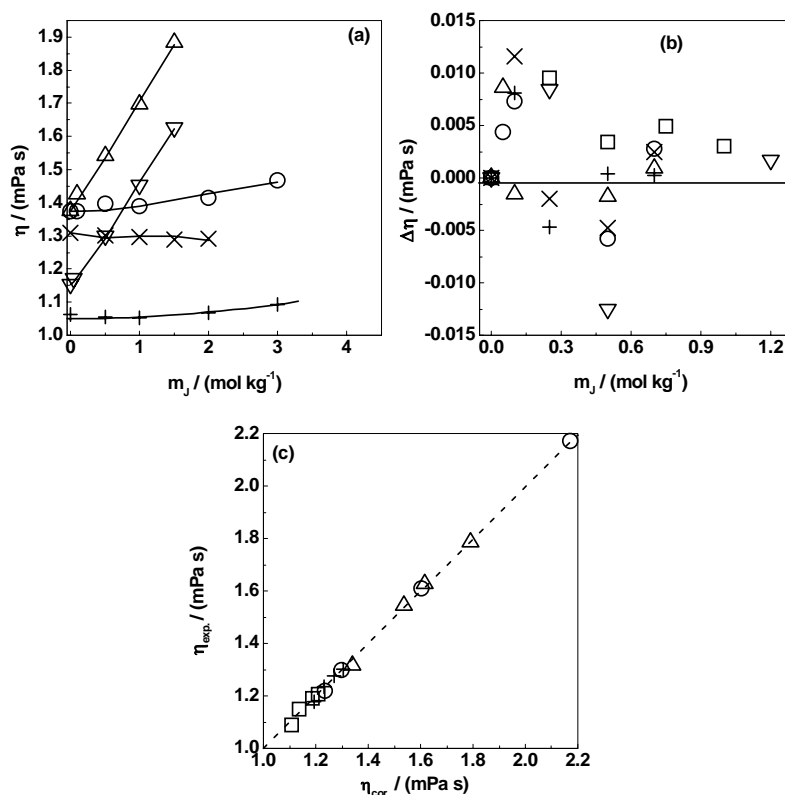 (a)
1.9
1.8
1.7
1.6
1.5
1.4
1.3
1.2
1.1
1.0
η / (mPa s)
0 1 2 3 4
m_J / (mol kg⁻¹)
(b)
0.015
0.010
0.005
0.000
-0.005
-0.010
-0.015
Δη / (mPa s)
0.0 0.3 0.6 0.9 1.2
m_J / (mol kg⁻¹)
(c)
2.2
2.0
1.8
1.6
1.4
1.2
1.0
η_exp. / (mPa s)
1.0 1.2 1.4 1.6 1.8 2.0 2.2
η_cor / (mPa s)